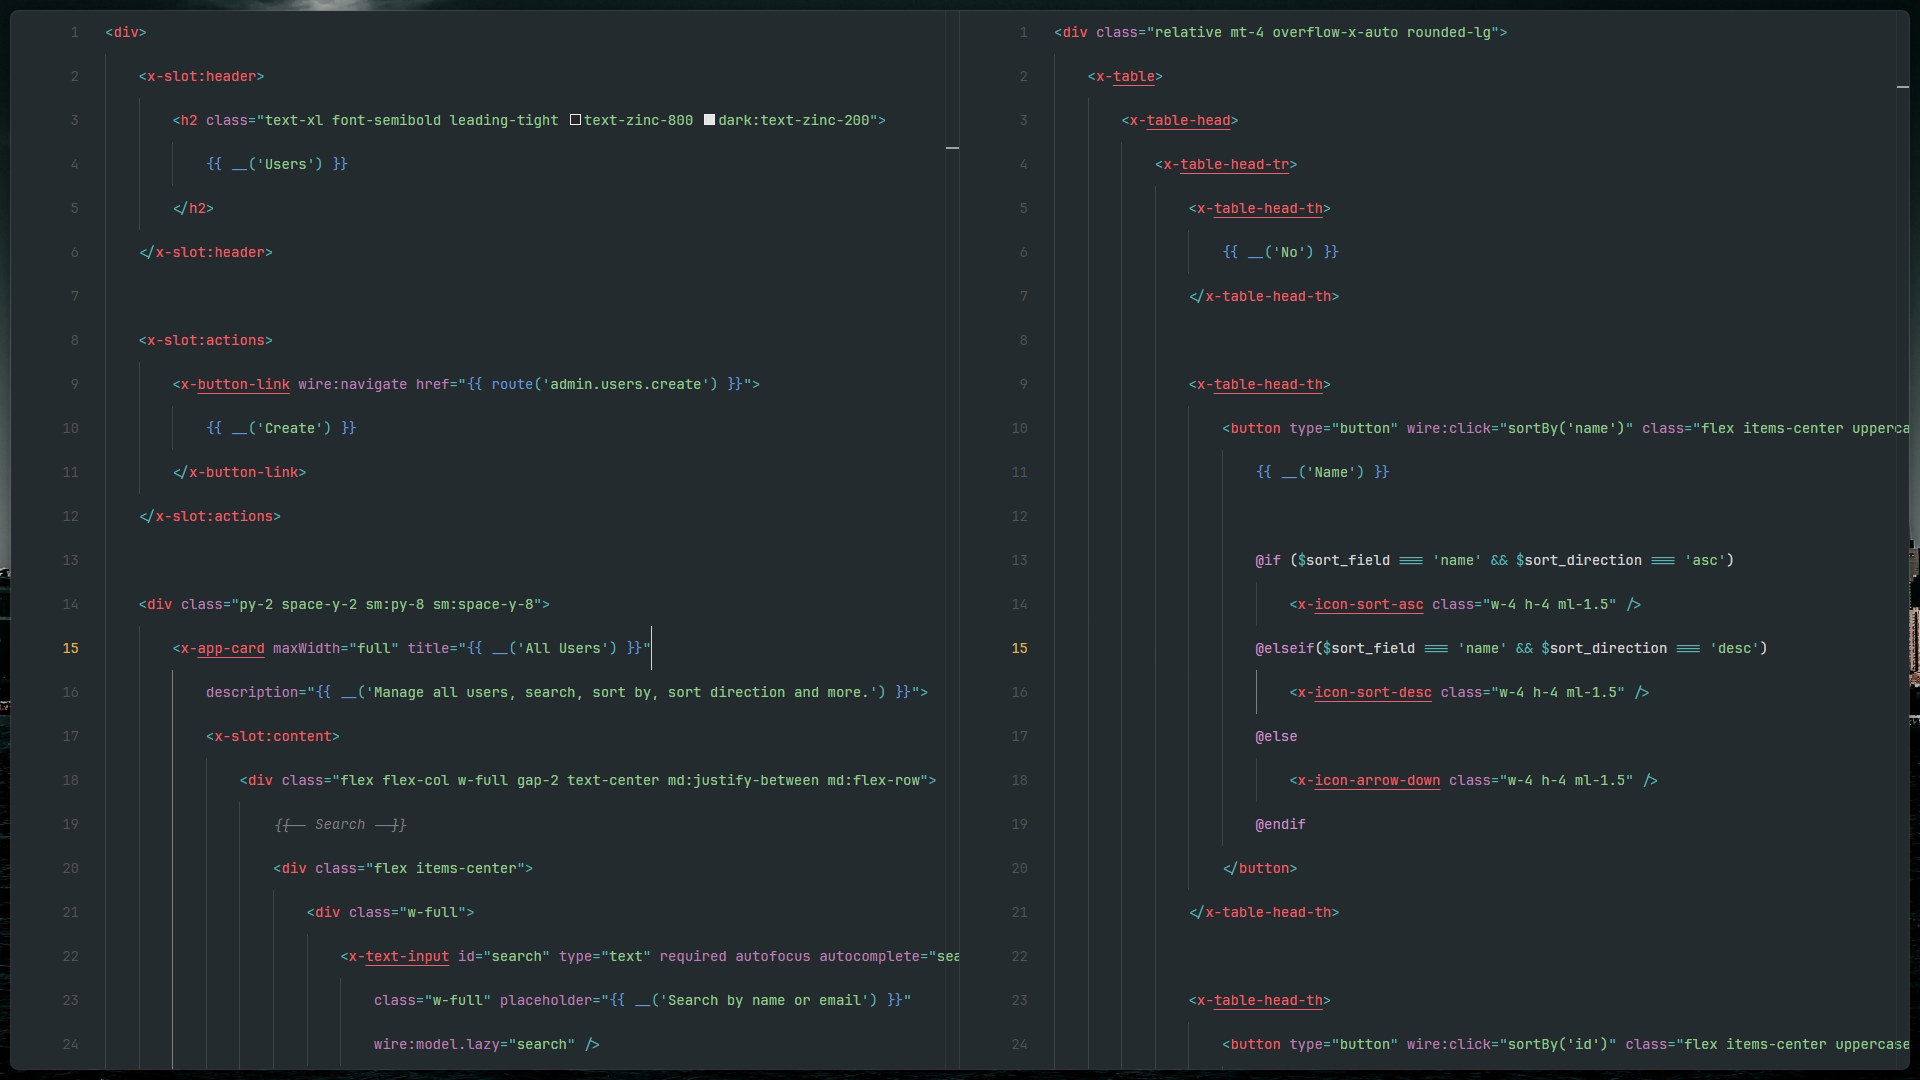 1 <div>
2 <x-slot:header>
3 <h2 class="text-xl font-semibold leading-tight text-zinc-800 dark:text-zinc-200">
4 {{ __('Users') }}
5 </h2>
6 </x-slot:header>
7
8 <x-slot:actions>
9 <x-button-link wire:navigate href="{{ route('admin.users.create') }}">
10 {{ __('Create') }}
11 </x-button-link>
12 </x-slot:actions>
13
14 <div class="py-2 space-y-2 sm:py-8 sm:space-y-8">
15 <x-app-card maxWidth="full" title="{{ __('All Users') }}"
16 description="{{ __('Manage all users, search, sort by, sort direction and more.') }}">
17 <x-slot:content>
18 <div class="flex flex-col w-full gap-2 text-center md:justify-between md:flex-row">
19 {{-- Search --}}
20 <div class="flex items-center">
21 <div class="w-full">
22 <x-text-input id="search" type="text" required autofocus autocomplete="sea
23 class="w-full" placeholder="{{ __('Search by name or email') }}"
24 wire:model.lazy="search" />
1 <div class="relative mt-4 overflow-x-auto rounded-lg">
2 <x-table>
3 <x-table-head>
4 <x-table-head-tr>
5 <x-table-head-th>
6 {{ __('No') }}
7 </x-table-head-th>
8
9 <x-table-head-th>
10 <button type="button" wire:click="sortBy('name')" class="flex items-center upperca
11 {{ __('Name') }}
12
13 @if ($sort_field === 'name' && $sort_direction === 'asc')
14 <x-icon-sort-asc class="w-4 h-4 ml-1.5" />
15 @elseif($sort_field === 'name' && $sort_direction === 'desc')
16 <x-icon-sort-desc class="w-4 h-4 ml-1.5" />
17 @else
18 <x-icon-arrow-down class="w-4 h-4 ml-1.5" />
19 @endif
20 </button>
21 </x-table-head-th>
22
23 <x-table-head-th>
24 <button type="button" wire:click="sortBy('id')" class="flex items-center uppercase